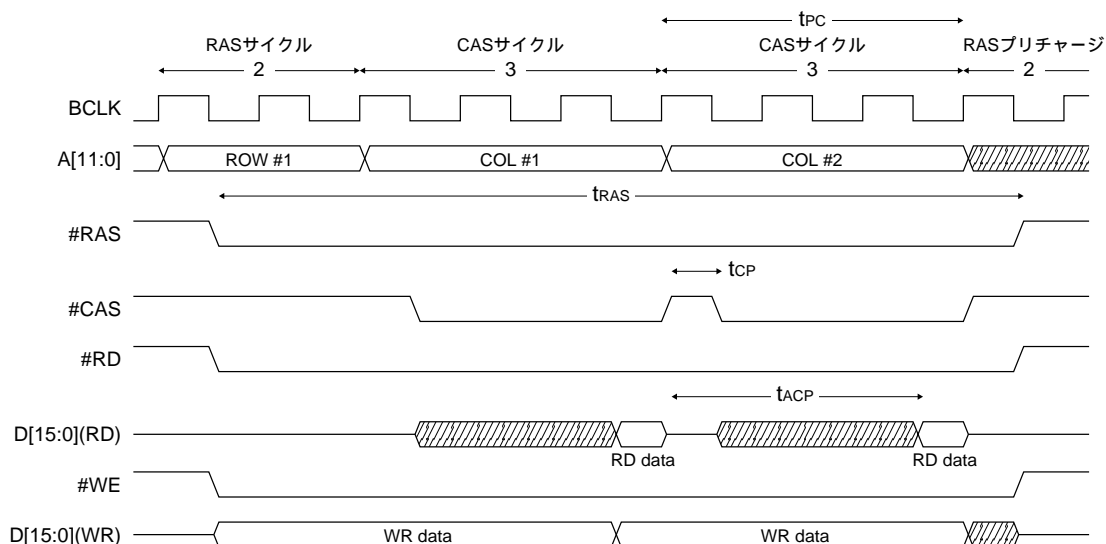 tPC
RASサイクル CASサイクル CASサイクル RASプリチャージ
2 3 3 2
BCLK
A[11:0] ROW #1 COL #1 COL #2
tRAS
#RAS
tCP
#CAS
#RD
tACP
D[15:0](RD)
RD data RD data
#WE
D[15:0](WR) WR data WR data